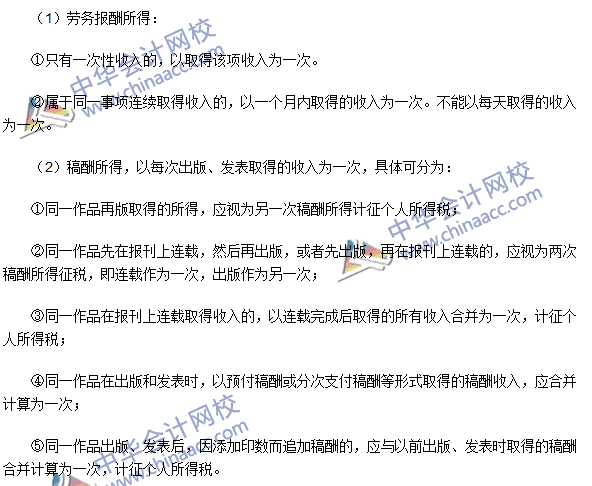 （1）劳务报酬所得：
①只有一次性收入的，以取得该项收入为一次。
②属于同一事项连续取得收入的，以一个月内取得的收入为一次。不能以每天取得的收入
为一次。
（2）稿酬所得，以每次出版、发表取得的收入为一次，具体可分为：
①同一作品再版取得的所得，应视为另一次稿酬所得计征个人所得税；
②同一作品先在报刊上连载，然后再出版，或者先出版，再在报刊上连载的，应视为两次
稿酬所得征税，即连载作为一次，出版作为另一次；
③同一作品在报刊上连载取得收入的，以连载完成后取得的所有收入合并为一次，计征个
人所得税；
④同一作品在出版和发表时，以预付稿酬或分次支付稿酬等形式取得的稿酬收入，应合并
计算为一次；
⑤同一作品出版、发表后，因添加印数而追加稿酬的，应与以前出版、发表时取得的稿酬
合并计算为一次，计征个人所得税。
中华会计网校
www.chinaacc.com
中华会计网校
www.chinaacc.com
中华会计网校
www.chinaacc.com